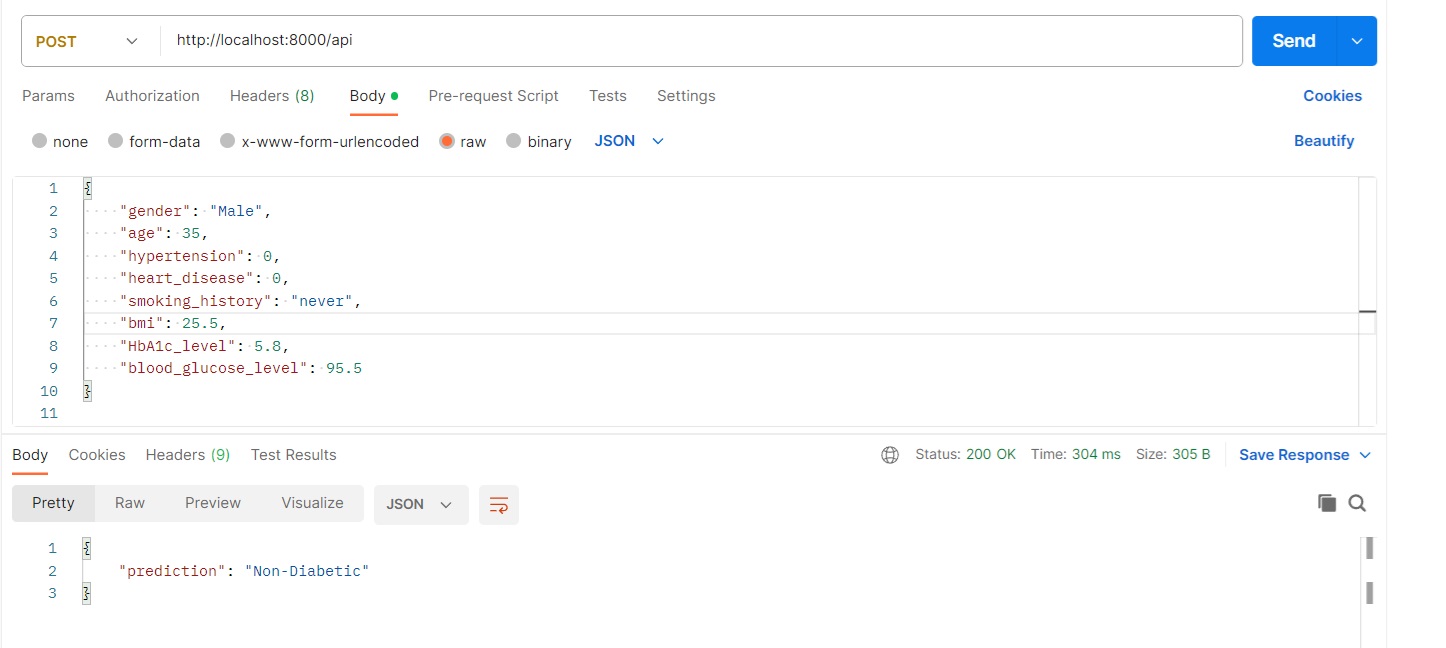 POST http://localhost:8000/api Send
Params Authorization Headers (8) Body Pre-request Script Tests Settings Cookies
none form-data x-www-form-urlencoded raw binary JSON Beautify
1 {
2 "gender": "Male",
3 "age": 35,
4 "hypertension": 0,
5 "heart_disease": 0,
6 "smoking_history": "never",
7 "bmi": 25.5,
8 "HbA1c_level": 5.8,
9 "blood_glucose_level": 95.5
10 }
11
Body Cookies Headers (9) Test Results Status: 200 OK Time: 304 ms Size: 305 B Save Response
Pretty Raw Preview Visualize JSON
1 {
2 "prediction": "Non-Diabetic"
3 }